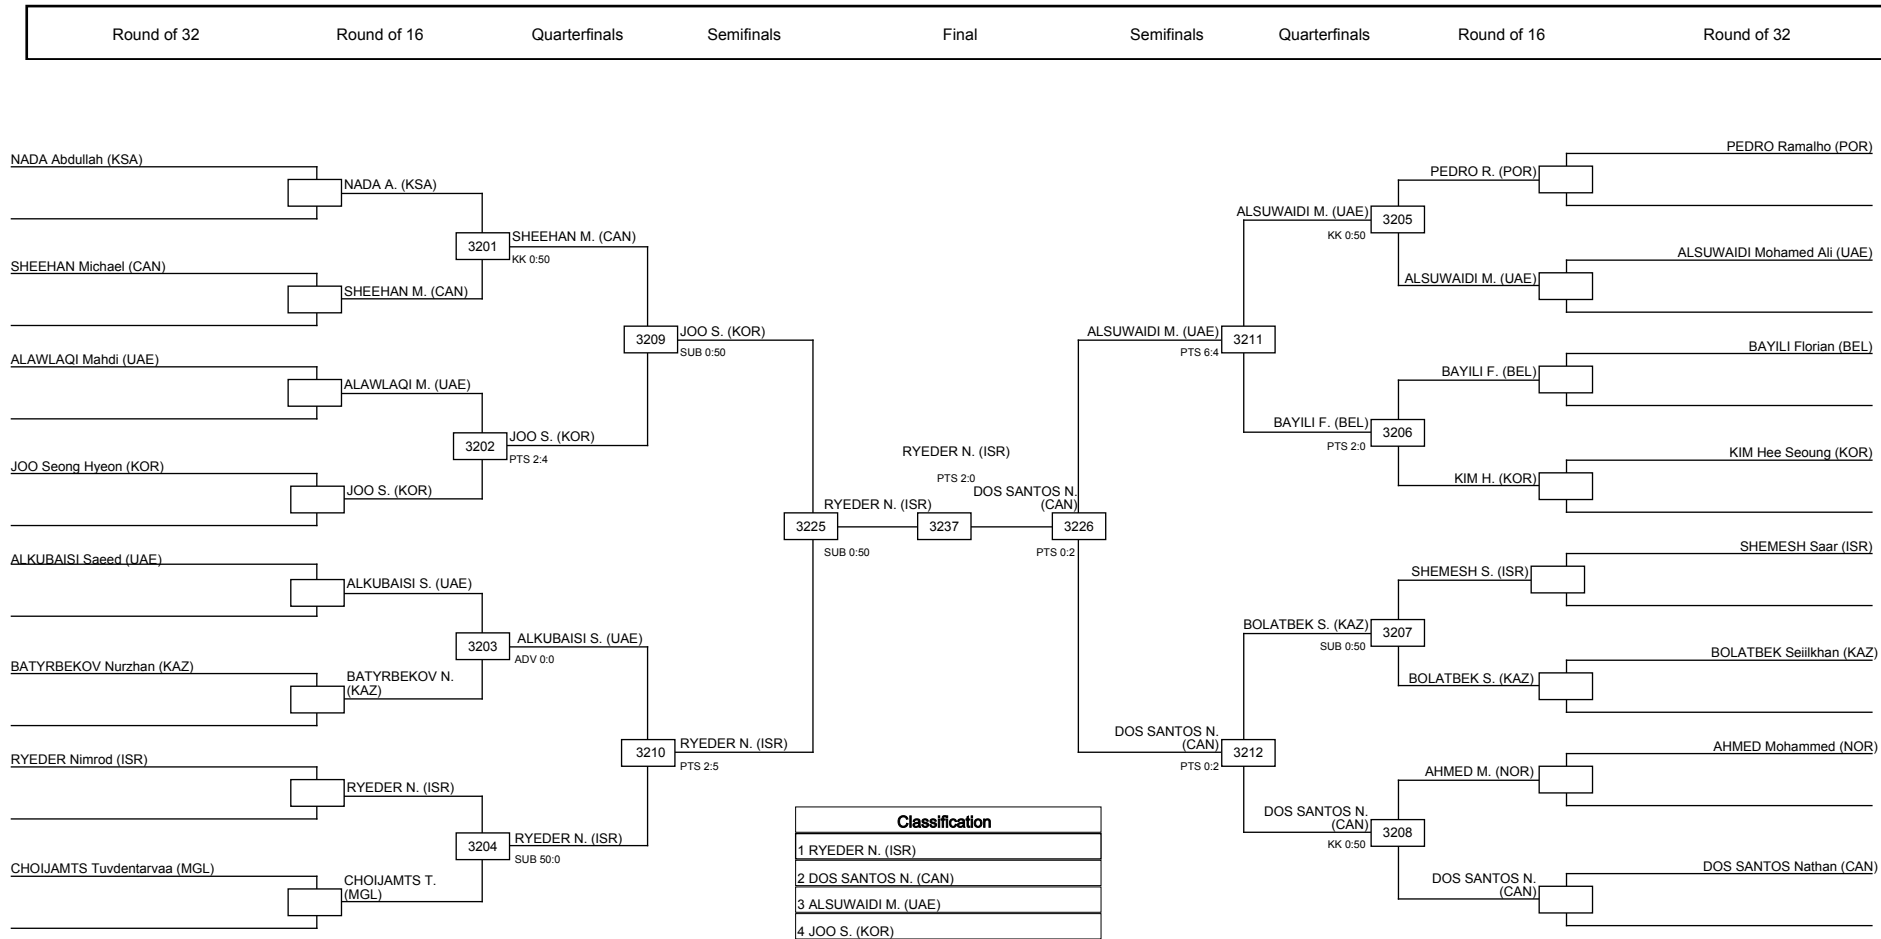 Round of 32 Round of 16 Quarterfinals Semifinals Final Semifinals Quarterfinals Round of 16 Round of 32
NADA Abdullah (KSA)
SHEEHAN Michael (CAN)
ALAWLAQI Mahdi (UAE)
JOO Seong Hyeon (KOR)
ALKUBAISI Saeed (UAE)
BATYRBEKOV Nurzhan (KAZ)
RYEDER Nimrod (ISR)
CHOIJAMTS Tuvdentarvaa (MGL)
NADA A. (KSA)
SHEEHAN M. (CAN)
ALAWLAQI M. (UAE)
JOO S. (KOR)
ALKUBAISI S. (UAE)
BATYRBEKOV N.
(KAZ)
RYEDER N. (ISR)
CHOIJAMTS T.
(MGL)
3201
SHEEHAN M. (CAN)
KK 0:50
3202
JOO S. (KOR)
PTS 2:4
3203
ALKUBAISI S. (UAE)
ADV 0:0
3204
RYEDER N. (ISR)
SUB 50:0
3209
JOO S. (KOR)
SUB 0:50
3210
RYEDER N. (ISR)
PTS 2:5
3225
RYEDER N. (ISR)
SUB 0:50
RYEDER N. (ISR)
PTS 2:0
3237
DOS SANTOS N.
(CAN)
3226
PTS 0:2
ALSUWAIDI M. (UAE)
3211
PTS 6:4
DOS SANTOS N.
(CAN)
3212
PTS 0:2
ALSUWAIDI M. (UAE)
3205
KK 0:50
BAYILI F. (BEL)
3206
PTS 2:0
BOLATBEK S. (KAZ)
3207
SUB 0:50
DOS SANTOS N.
(CAN)
3208
KK 0:50
PEDRO R. (POR)
ALSUWAIDI M. (UAE)
BAYILI F. (BEL)
KIM H. (KOR)
SHEMESH S. (ISR)
BOLATBEK S. (KAZ)
AHMED M. (NOR)
DOS SANTOS N.
(CAN)
PEDRO Ramalho (POR)
ALSUWAIDI Mohamed Ali (UAE)
BAYILI Florian (BEL)
KIM Hee Seoung (KOR)
SHEMESH Saar (ISR)
BOLATBEK Seiilkhan (KAZ)
AHMED Mohammed (NOR)
DOS SANTOS Nathan (CAN)
Classification
1 RYEDER N. (ISR)
2 DOS SANTOS N. (CAN)
3 ALSUWAIDI M. (UAE)
4 JOO S. (KOR)